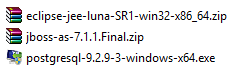 eclipse-jee-luna-SR1-win32-x86_64.zip
jboss-as-7.1.1.Final.zip
postgresql-9.2.9-3-windows-x64.exe